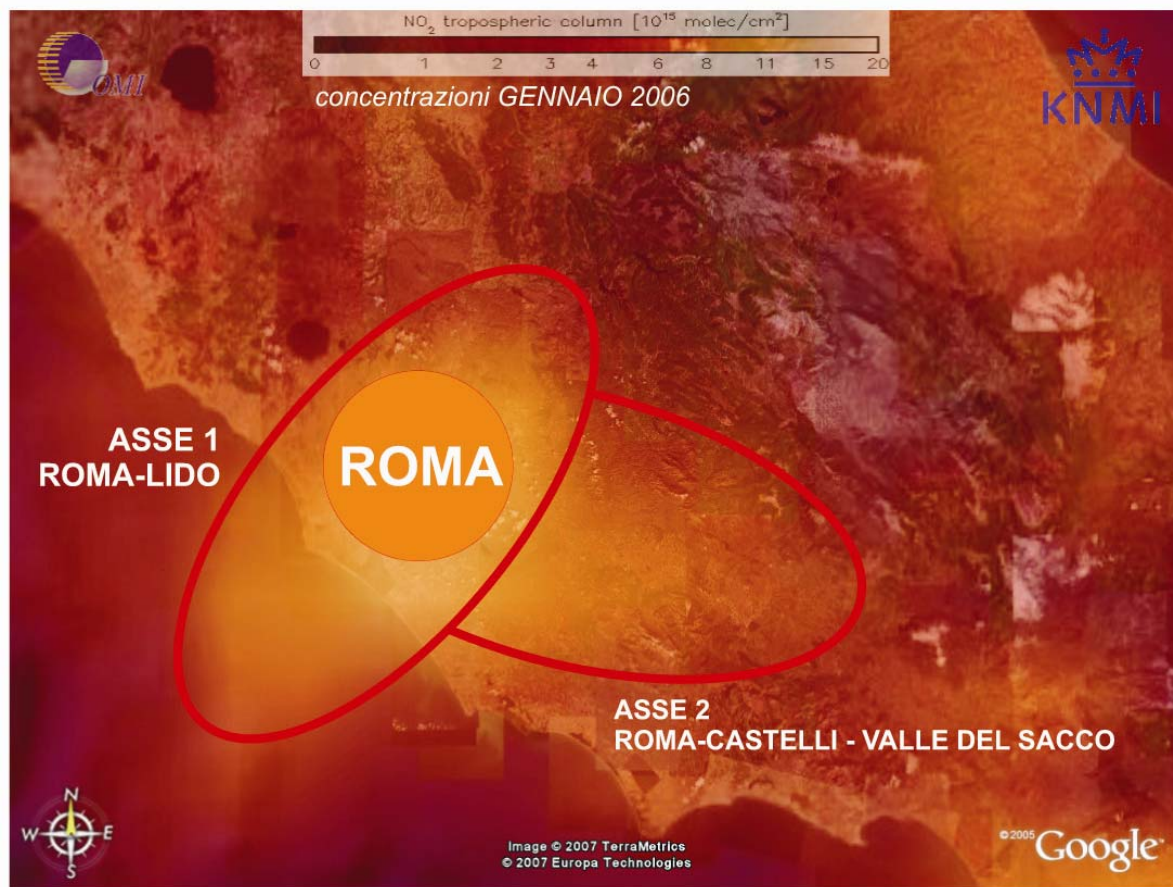 NO₂ tropospheric column [10¹⁵ molec/cm²]
0 1 2 3 4 6 8 11 15 20
OMI
concentrazioni GENNAIO 2006
KNMI
ASSE 1
ROMA-LIDO
ROMA
ASSE 2
ROMA-CASTELLI - VALLE DEL SACCO
N
W E
S
Image © 2007 TerraMetrics
© 2007 Europa Technologies
© 2005 Google